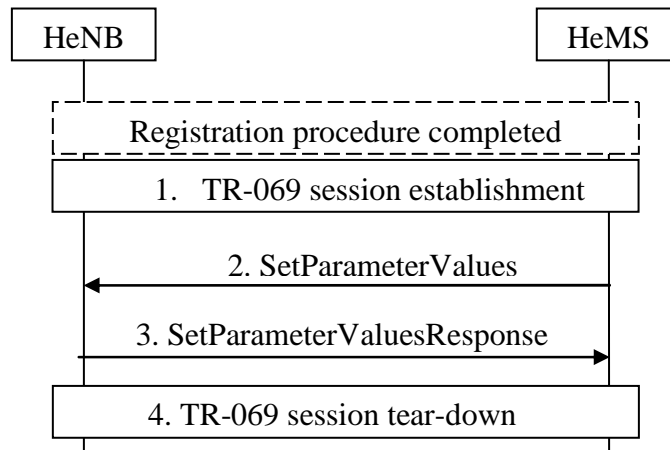 HeNB
HeMS
Registration procedure completed
1. TR-069 session establishment
2. SetParameterValues
3. SetParameterValuesResponse
4. TR-069 session tear-down